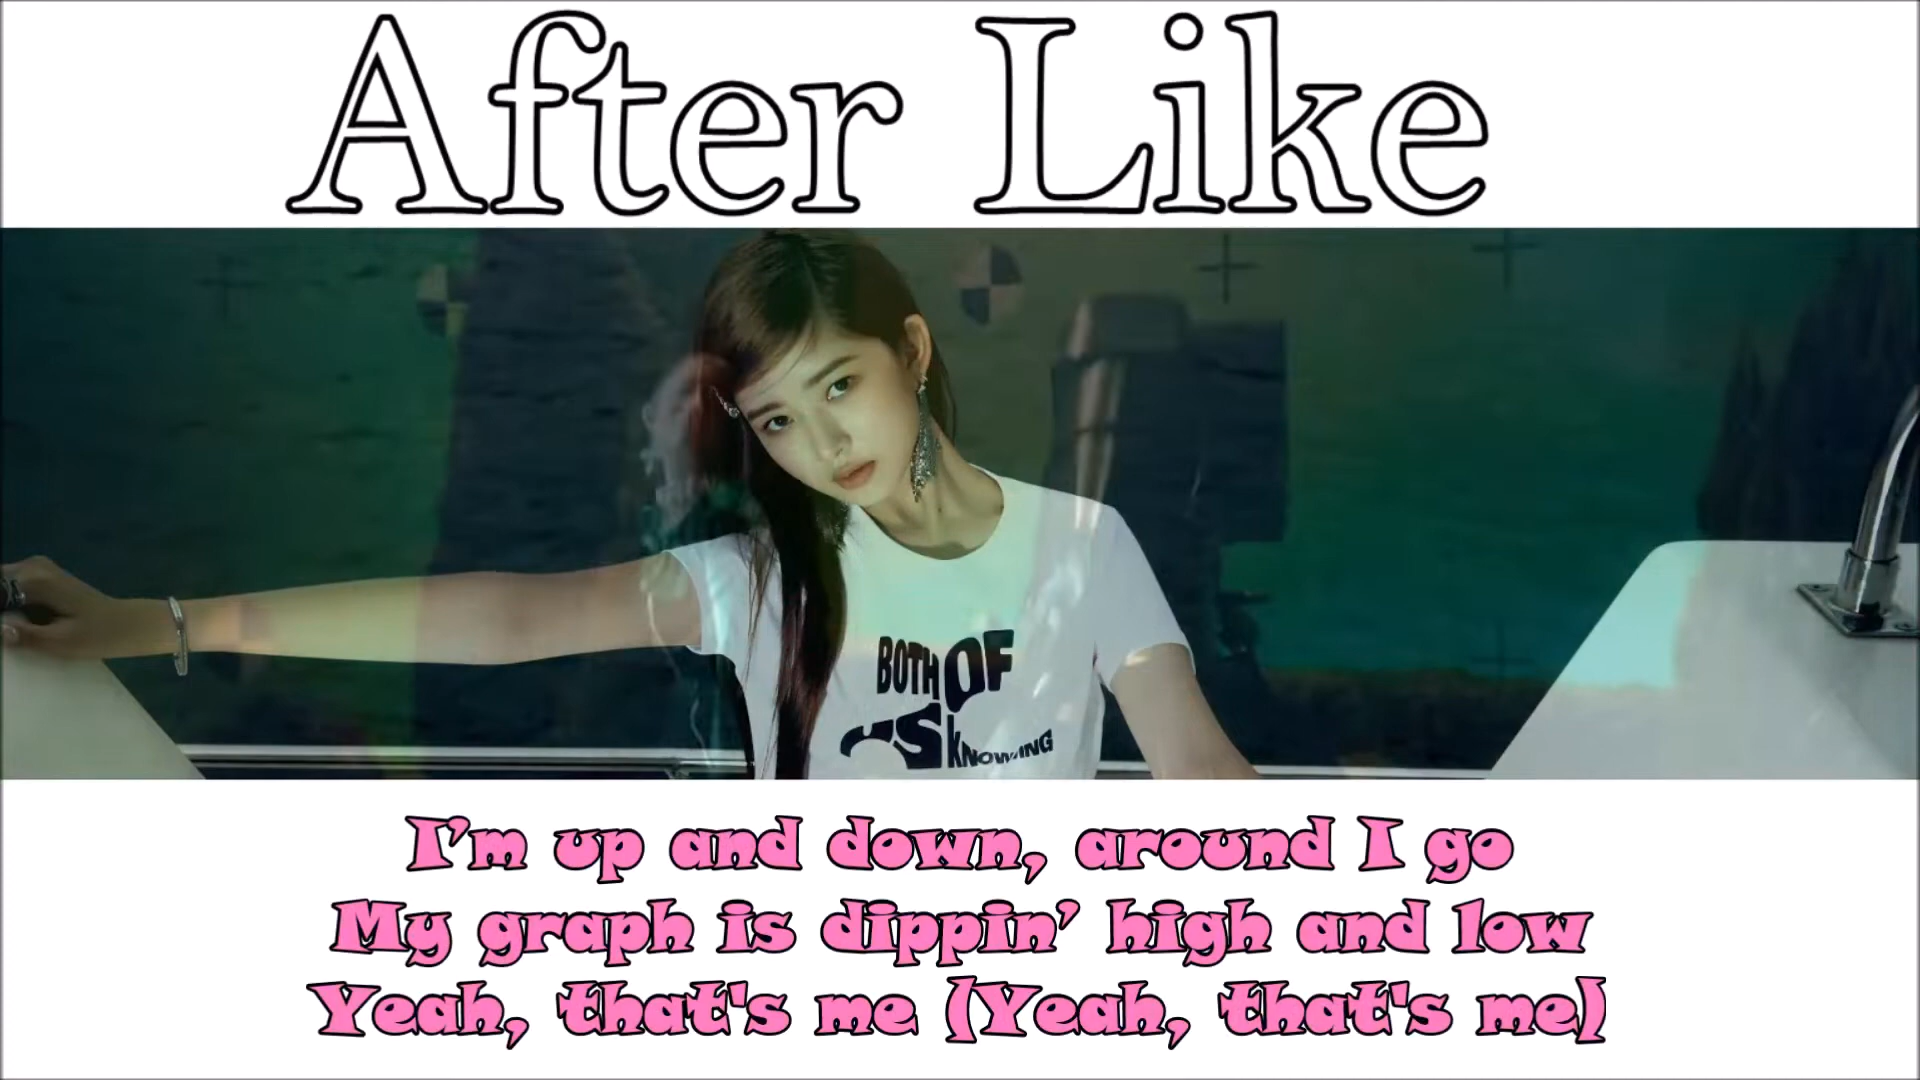 After Like
BOTH OF
US KNOWING
I’m up and down, around I go
My graph is dippin’ high and low
Yeah, that's me (Yeah, that's me)